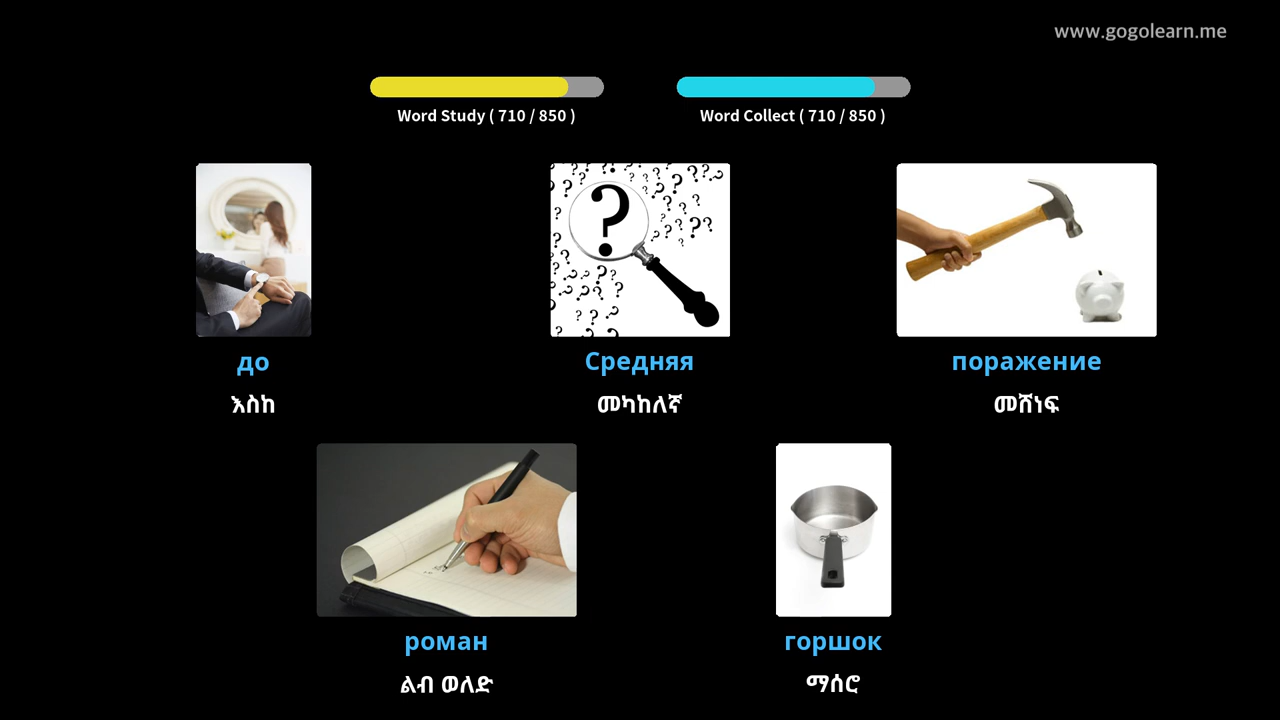 www.gogolearn.me
Word Study ( 710 / 850 )
Word Collect ( 710 / 850 )
до
Средняя
поражение
እስከ
መካከለኛ
መሸነፍ
роман
горшок
ልብ ወለድ
ማሰሮ